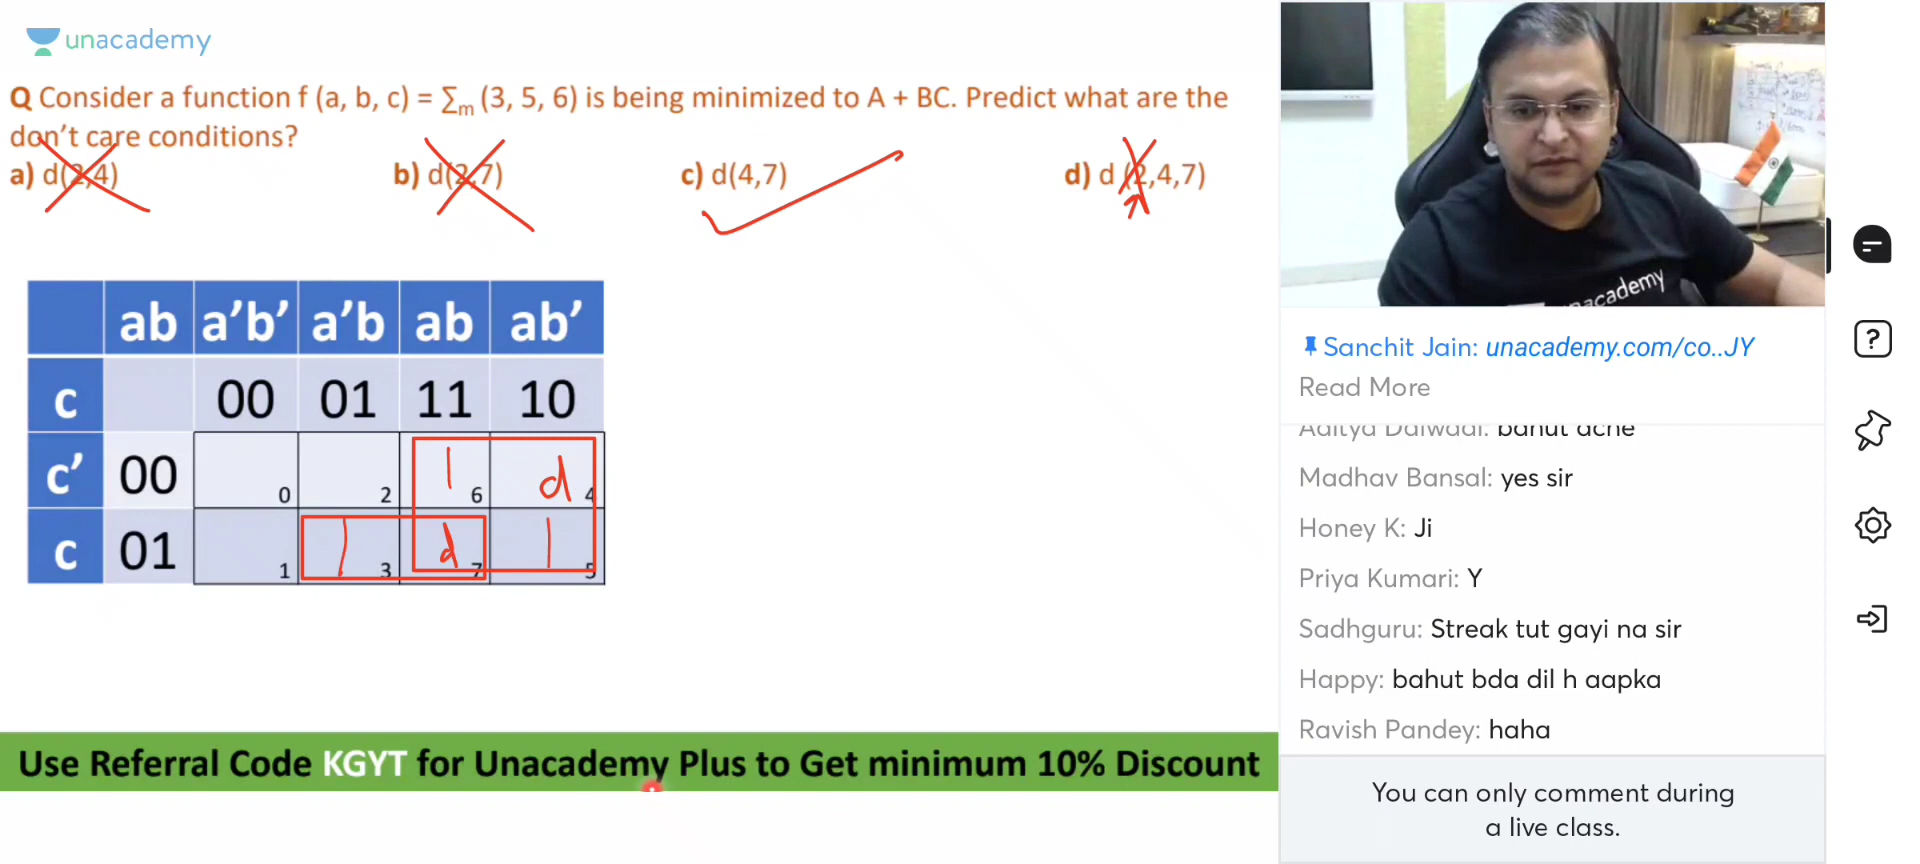 unacademy
Q Consider a function f (a, b, c) = ∑m (3, 5, 6) is being minimized to A + BC. Predict what are the
don't care conditions?
a) d(2,4) b) d(2,7) c) d(4,7) d) d (2,4,7)
ab a'b' a'b ab ab'
c 00 01 11 10
c' 00 0 2 1 6 d 4
c 01 1 1 3 d 7 1 5
Use Referral Code KGYT for Unacademy Plus to Get minimum 10% Discount
unacademy
Sanchit Jain: unacademy.com/co..JY
Read More
Aditya Dalwadi: bahut ache
Madhav Bansal: yes sir
Honey K: Ji
Priya Kumari: Y
Sadhguru: Streak tut gayi na sir
Happy: bahut bda dil h aapka
Ravish Pandey: haha
You can only comment during
a live class.
?